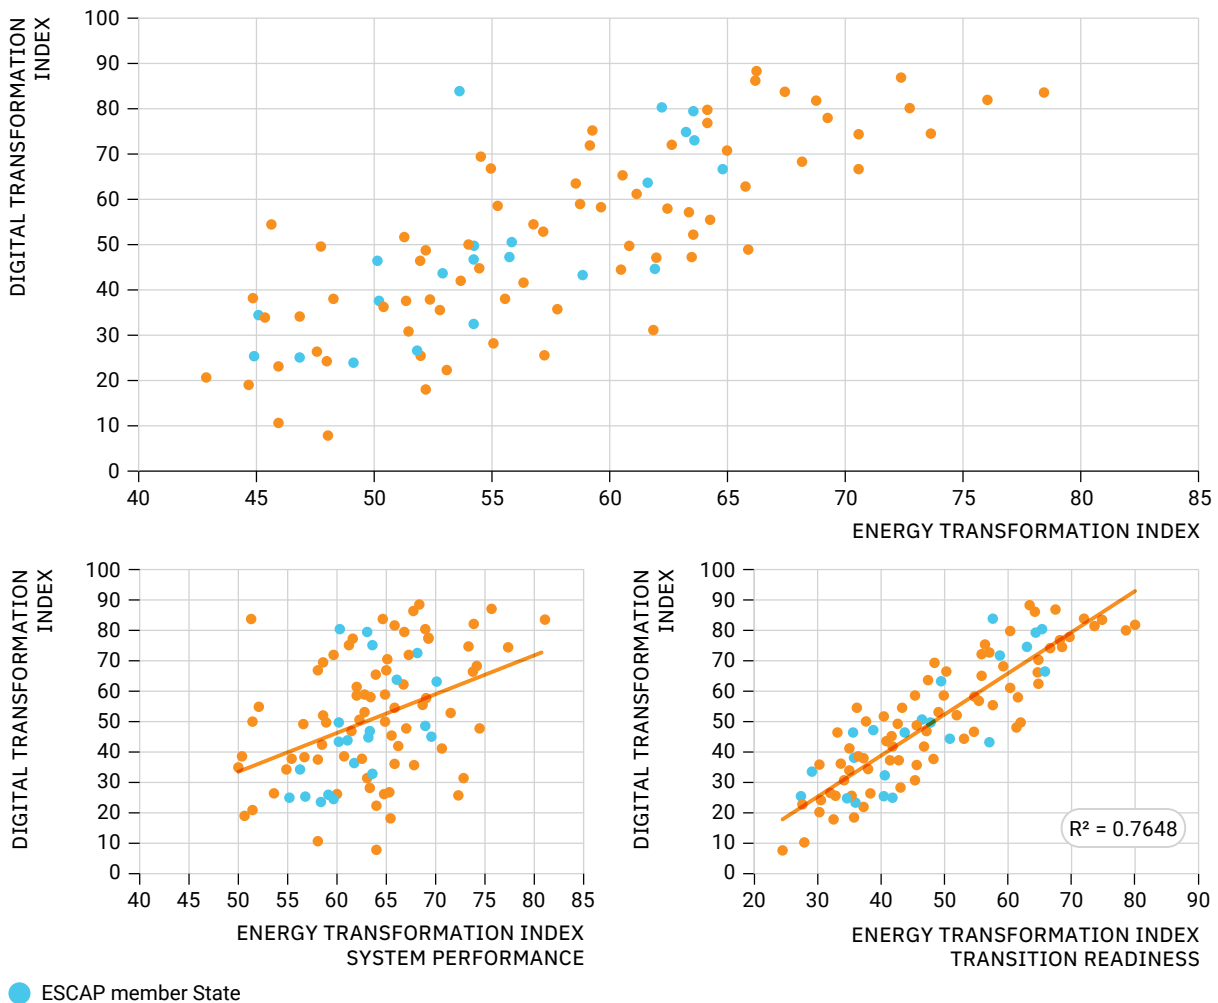 DIGITAL TRANSFORMATION
INDEX
100
90
80
70
60
50
40
30
20
10
0
40 45 50 55 60 65 70 75 80 85
ENERGY TRANSFORMATION INDEX
DIGITAL TRANSFORMATION
INDEX
100
90
80
70
60
50
40
30
20
10
0
40 45 50 55 60 65 70 75 80 85
ENERGY TRANSFORMATION INDEX
SYSTEM PERFORMANCE
DIGITAL TRANSFORMATION
INDEX
100
90
80
70
60
50
40
30
20
10
0
R² = 0.7648
20 30 40 50 60 70 80 90
ENERGY TRANSFORMATION INDEX
TRANSITION READINESS
ESCAP member State